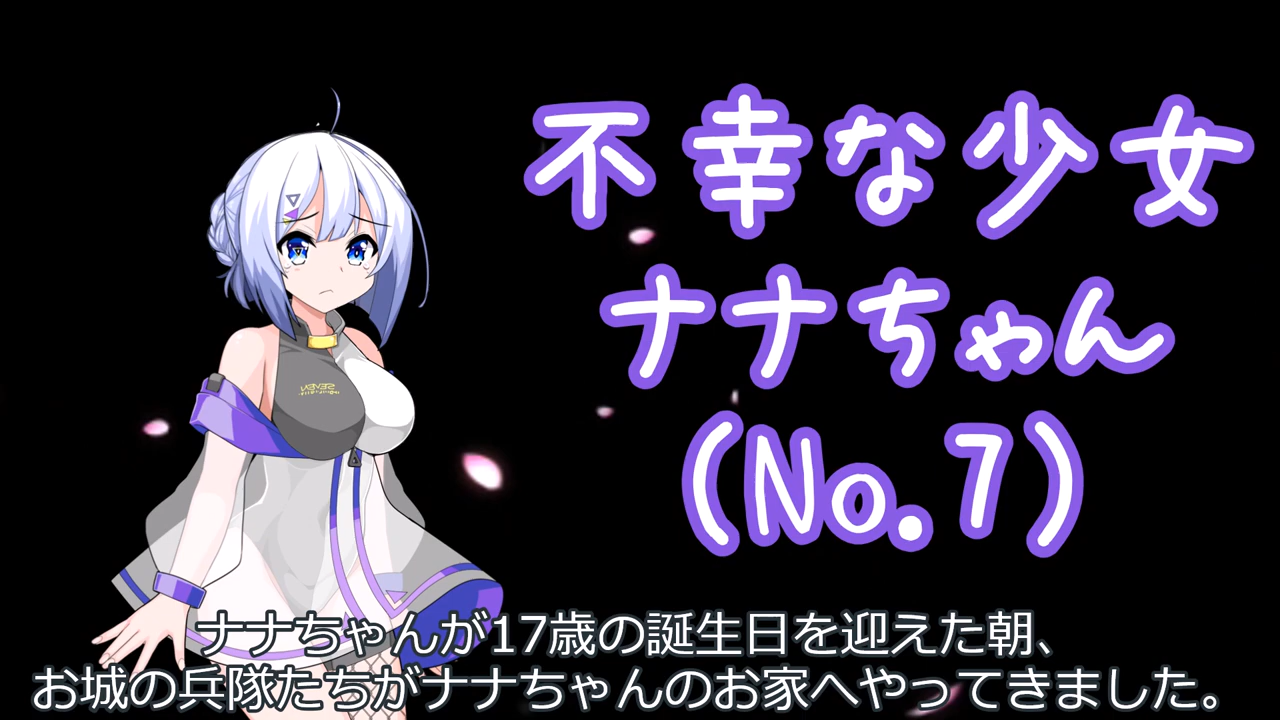 不幸な少女
ナナちゃん
(No.7)
ナナちゃんが17歳の誕生日を迎えた朝、
お城の兵隊たちがナナちゃんのお家へやってきました。